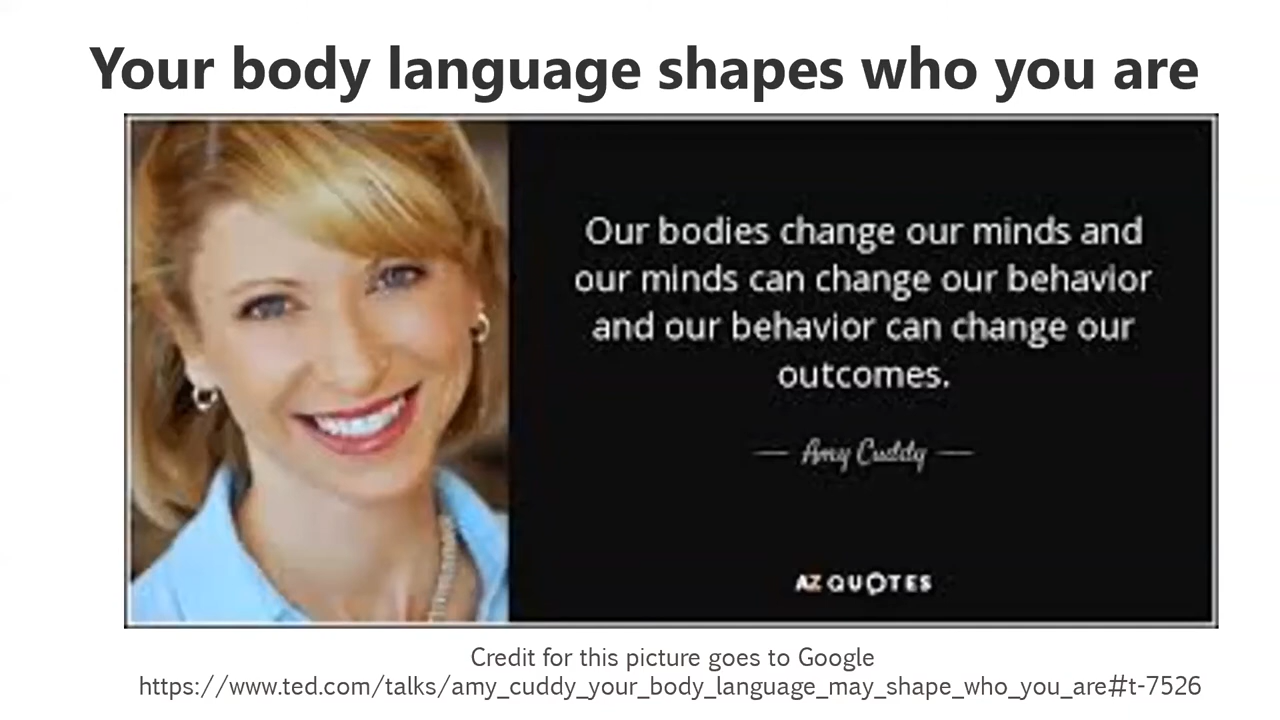 Your body language shapes who you are
Our bodies change our minds and
our minds can change our behavior
and our behavior can change our
outcomes.
— Amy Cuddy —
AZ QUOTES
Credit for this picture goes to Google
https://www.ted.com/talks/amy_cuddy_your_body_language_may_shape_who_you_are#t-7526